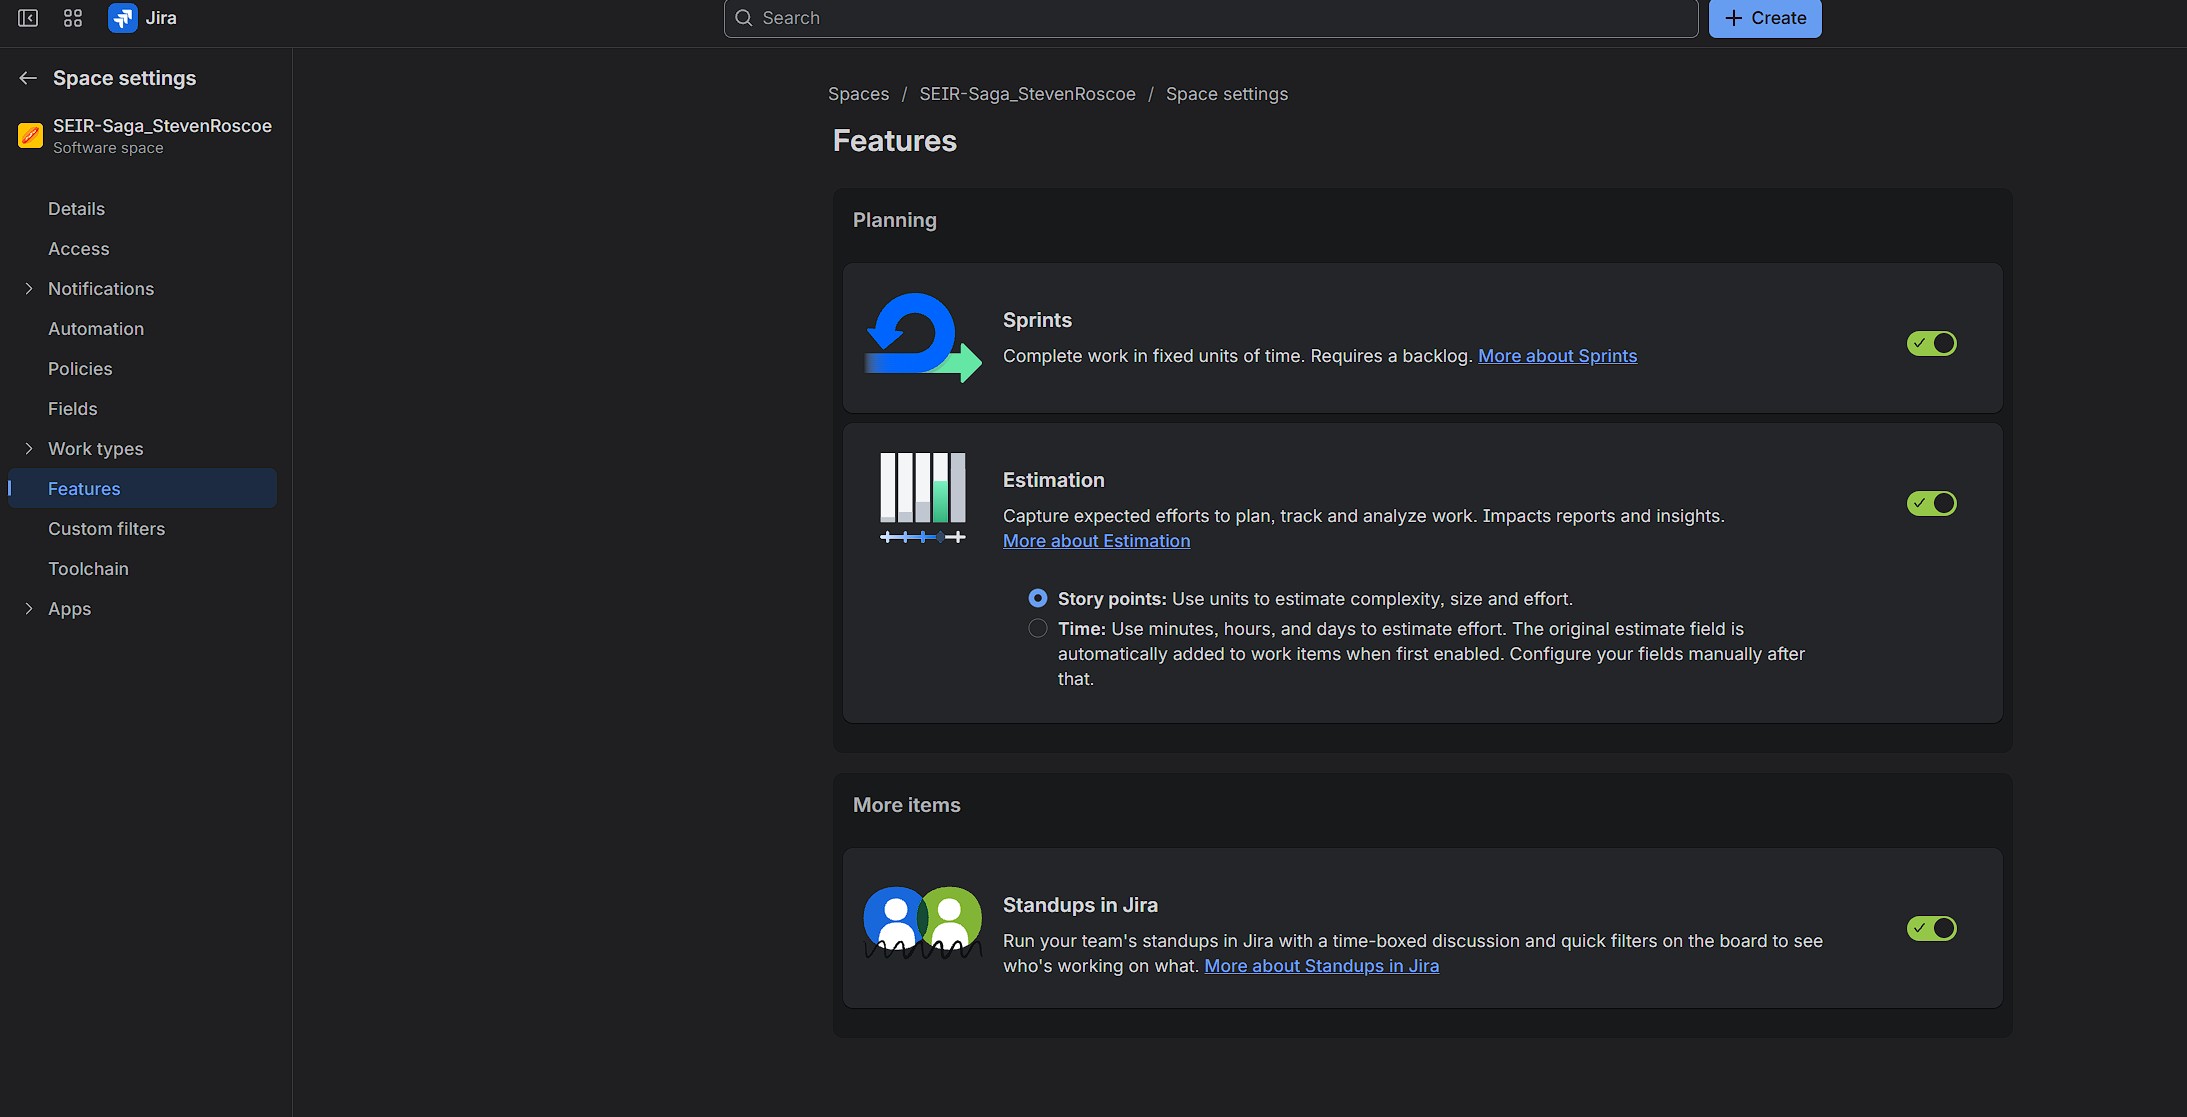 Jira
Search
Create
Space settings
SEIR-Saga_StevenRoscoe
Software space
Details
Access
Notifications
Automation
Policies
Fields
Work types
Features
Custom filters
Toolchain
Apps
Spaces / SEIR-Saga_StevenRoscoe / Space settings
Features
Planning
Sprints
Complete work in fixed units of time. Requires a backlog. More about Sprints
Estimation
Capture expected efforts to plan, track and analyze work. Impacts reports and insights.
More about Estimation
Story points: Use units to estimate complexity, size and effort.
Time: Use minutes, hours, and days to estimate effort. The original estimate field is
automatically added to work items when first enabled. Configure your fields manually after
that.
More items
Standups in Jira
Run your team's standups in Jira with a time-boxed discussion and quick filters on the board to see
who's working on what. More about Standups in Jira